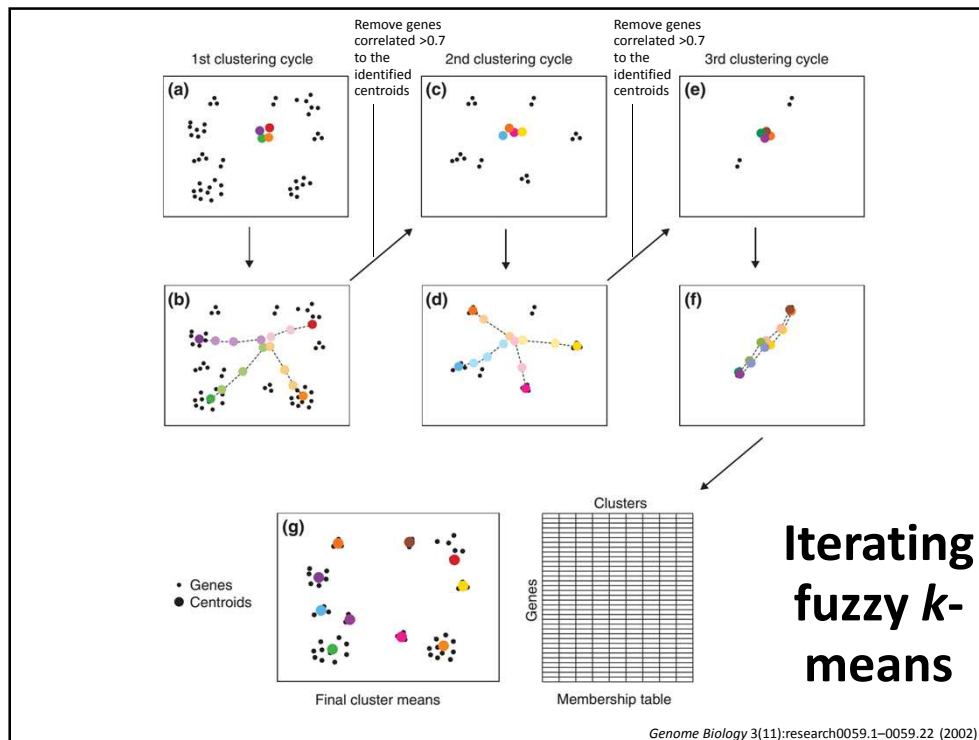 Remove genes
correlated >0.7
to the
identified
centroids
Remove genes
correlated >0.7
to the
identified
centroids
1st clustering cycle
2nd clustering cycle
3rd clustering cycle
(a)
(c)
(e)
(b)
(d)
(f)
(g)
Genes
Centroids
Final cluster means
Clusters
Genes
Membership table
Iterating
fuzzy k-
means
Genome Biology 3(11):research0059.1–0059.22 (2002)